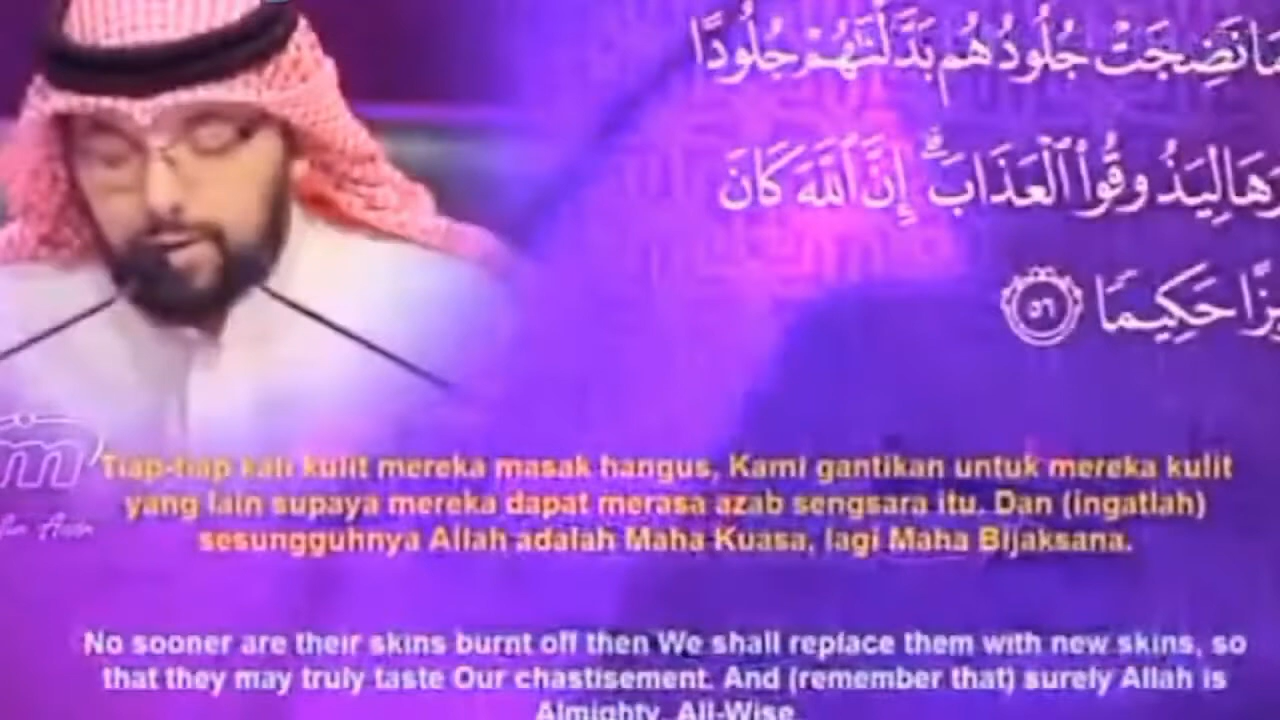 نَضِجَتْ جُلُودُهُم بَدَّلْنَٰهُمْ جُلُودًا
لِيَذُوقُوا۟ ٱلْعَذَابَ ۗ إِنَّ ٱللَّهَ كَانَ
حَكِيمًا ٥٦
Tiap-tiap kali kulit mereka masak hangus, Kami gantikan untuk mereka kulit
yang lain supaya mereka dapat merasa azab sengsara itu. Dan (ingatlah)
sesungguhnya Allah adalah Maha Kuasa, lagi Maha Bijaksana.
No sooner are their skins burnt off then We shall replace them with new skins, so
that they may truly taste Our chastisement. And (remember that) surely Allah is
Almighty, All-Wise.